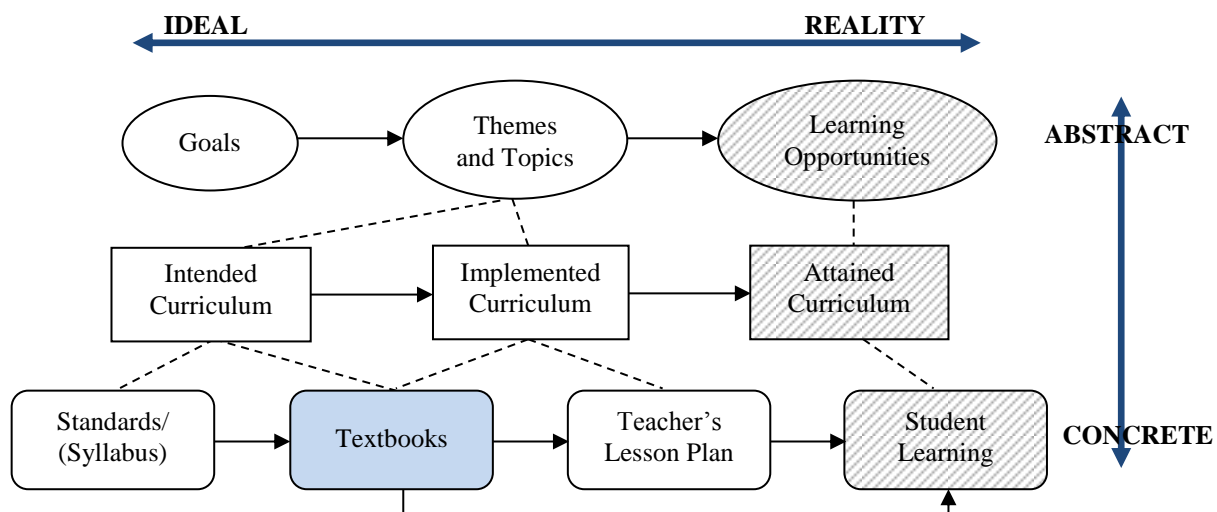 IDEAL
REALITY
Goals
Themes
and Topics
Learning
Opportunities
ABSTRACT
Intended
Curriculum
Implemented
Curriculum
Attained
Curriculum
Standards/
(Syllabus)
Textbooks
Teacher’s
Lesson Plan
Student
Learning
CONCRETE